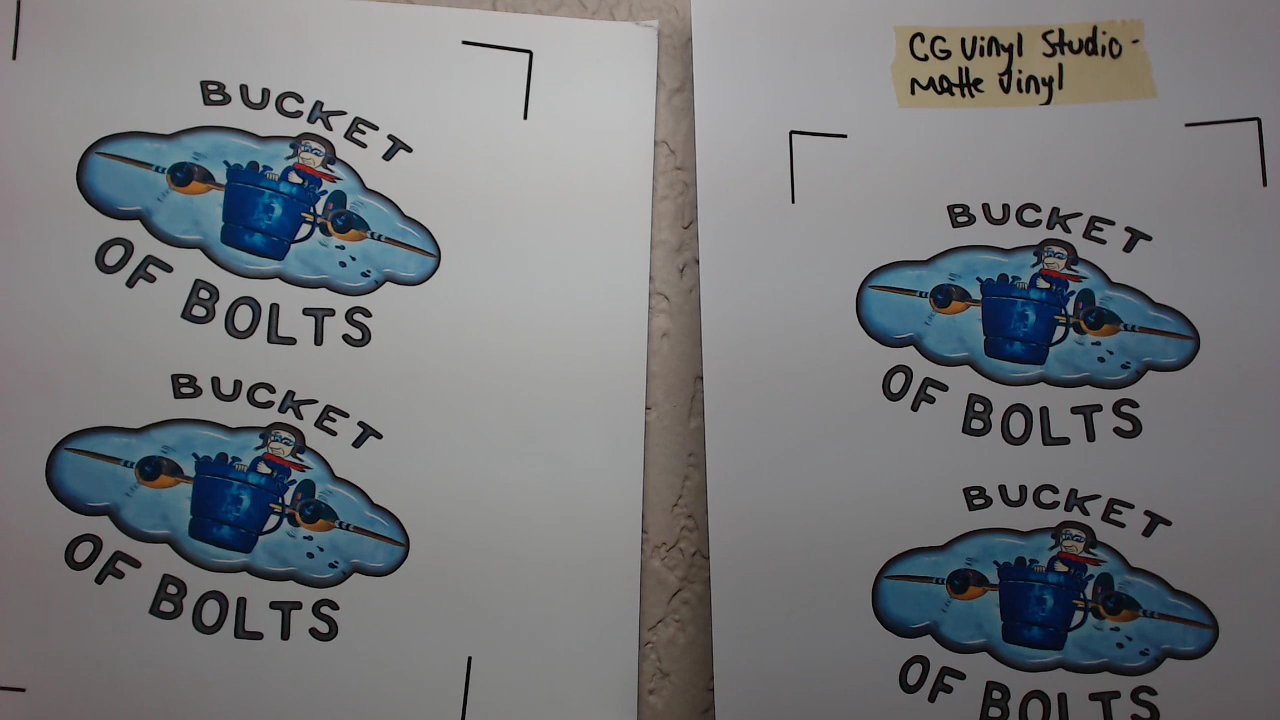 BUCKET
OF BOLTS
BUCKET
OF BOLTS
CG Vinyl Studio -
Matte Vinyl
BUCKET
OF BOLTS
BUCKET
OF BOLTS